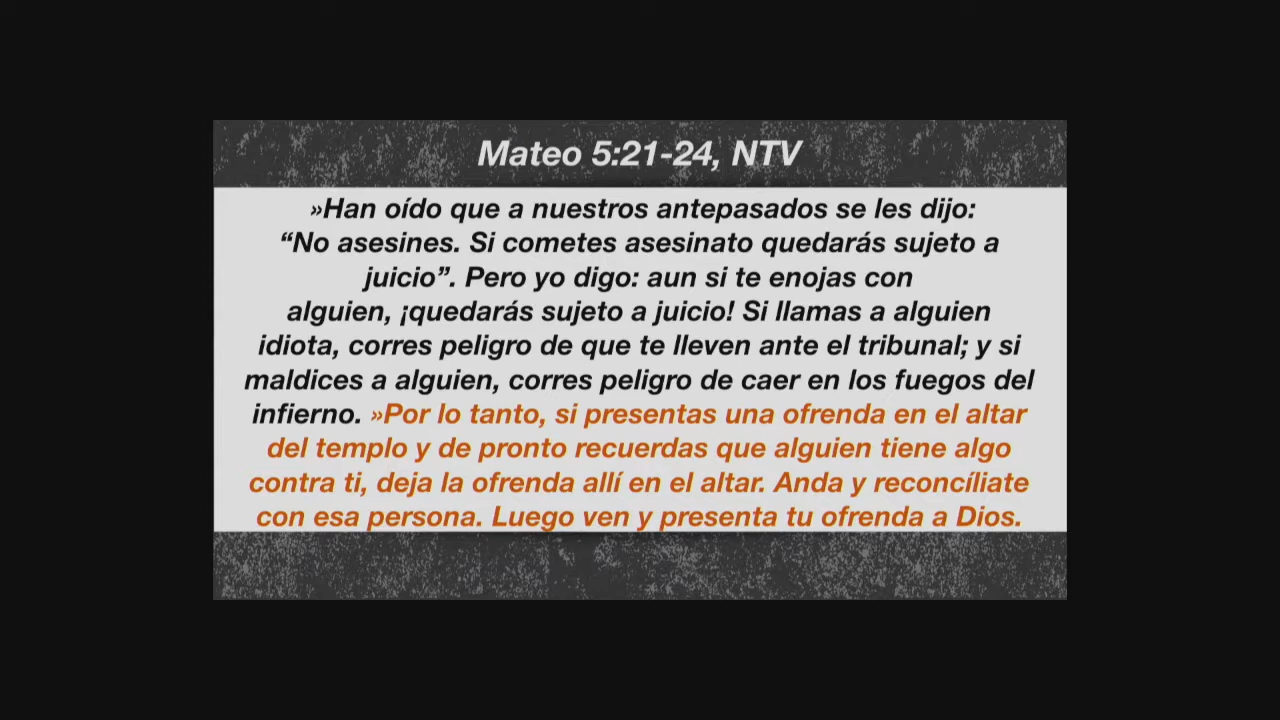 Mateo 5:21-24, NTV
»Han oído que a nuestros antepasados se les dijo:
“No asesines. Si cometes asesinato quedarás sujeto a
juicio”. Pero yo digo: aun si te enojas con
alguien, ¡quedarás sujeto a juicio! Si llamas a alguien
idiota, corres peligro de que te lleven ante el tribunal; y si
maldices a alguien, corres peligro de caer en los fuegos del
infierno. »Por lo tanto, si presentas una ofrenda en el altar
del templo y de pronto recuerdas que alguien tiene algo
contra ti, deja la ofrenda allí en el altar. Anda y reconcíliate
con esa persona. Luego ven y presenta tu ofrenda a Dios.